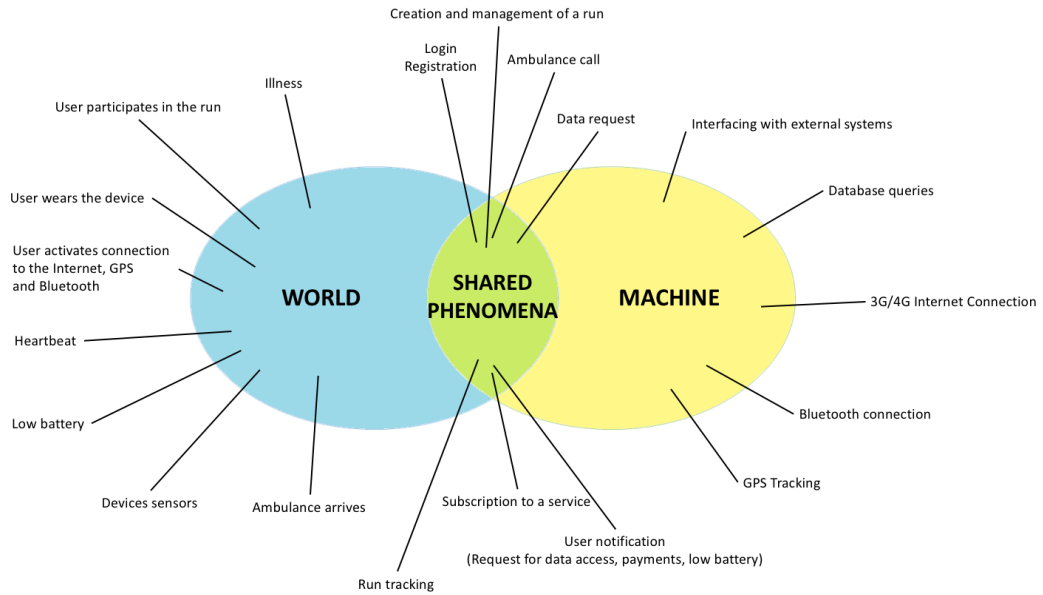 Creation and management of a run
Login
Registration
Ambulance call
Illness
User participates in the run
Data request
Interfacing with external systems
User wears the device
Database queries
User activates connection
to the Internet, GPS
and Bluetooth
WORLD
SHARED
PHENOMENA
MACHINE
3G/4G Internet Connection
Heartbeat
Low battery
Bluetooth connection
Devices sensors
Ambulance arrives
Subscription to a service
GPS Tracking
User notification
(Request for data access, payments, low battery)
Run tracking